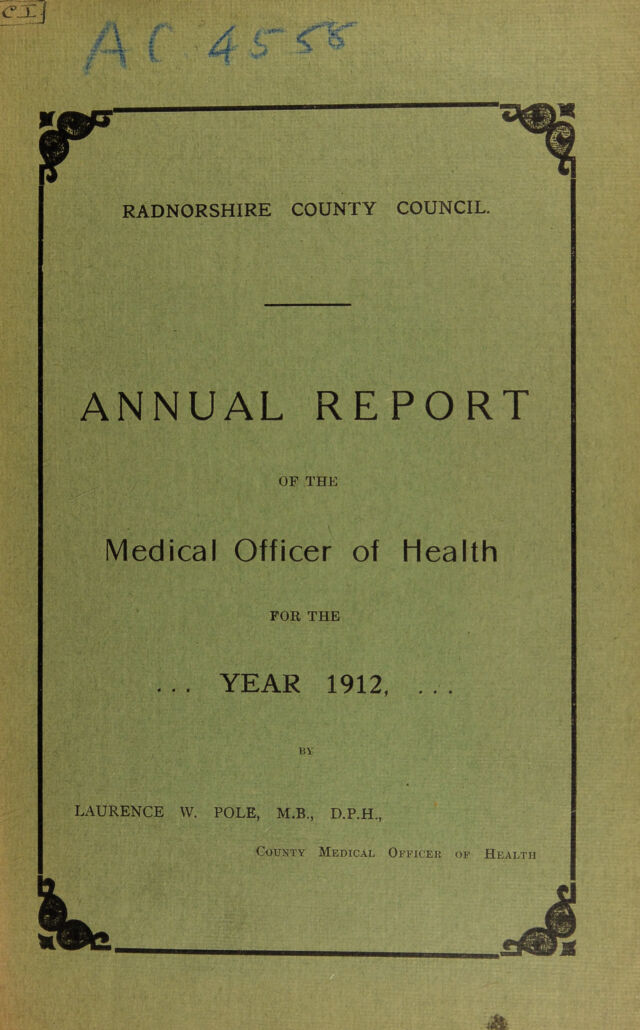 C.I
AC 4558
RADNORSHIRE COUNTY COUNCIL.
ANNUAL REPORT
OF THE
Medical Officer of Health
FOR THE
... YEAR 1912, ...
BY
LAURENCE W. POLE, M.B., D.P.H.,
COUNTY MEDICAL OFFICER OF HEALTH